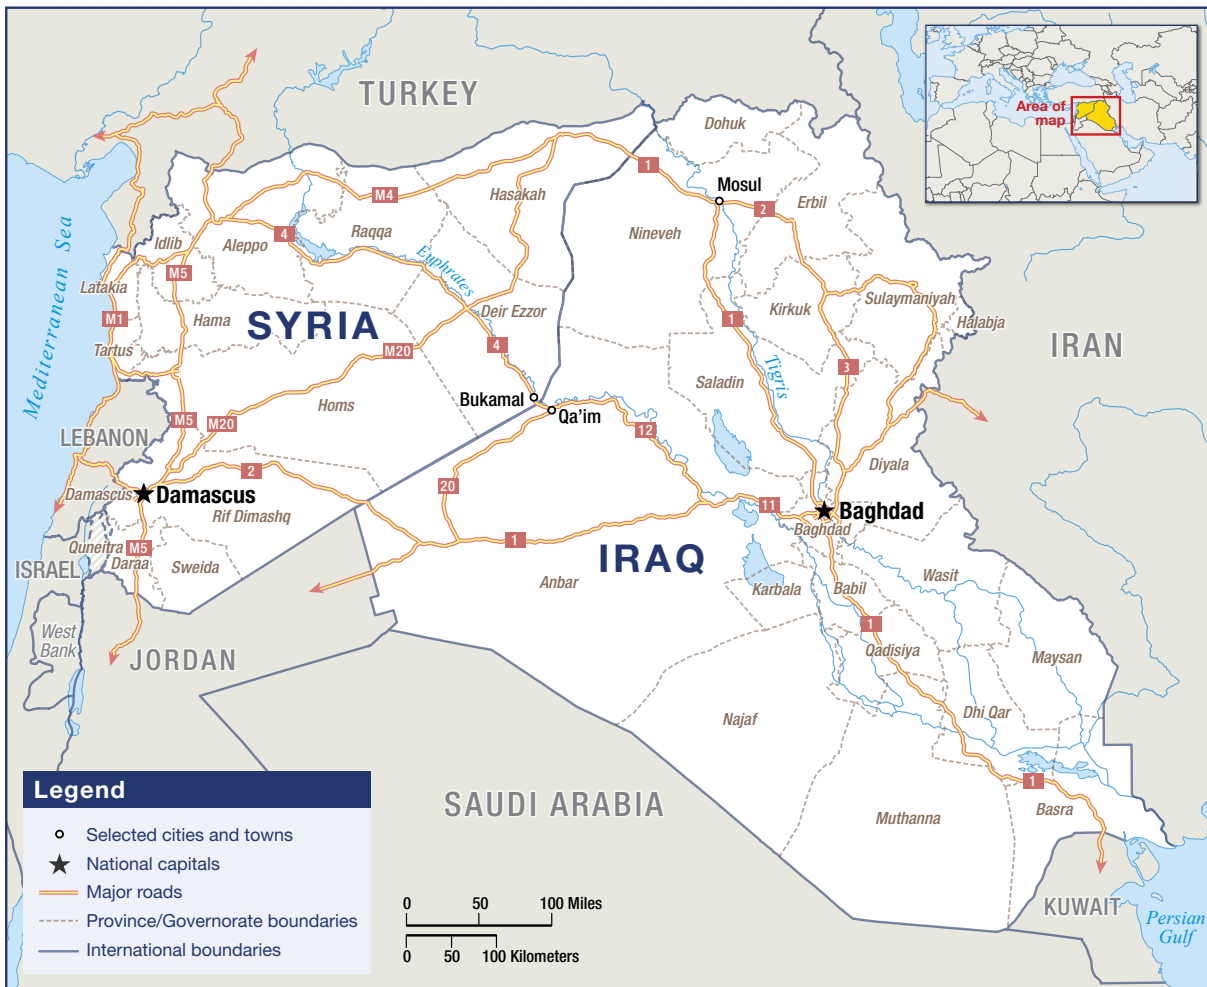 TURKEY
Area of
map
Dohuk
1
Mosul
M4
Hasakah
2
Erbil
Mediterranean Sea
Idlib
Aleppo
4
Raqqa
Nineveh
M5
Euphrates
Latakia
Sulaymaniyah
Kirkuk
Deir Ezzor
M1
Hama
SYRIA
1
Halabja
IRAN
Tartus
M20
4
Tigris
3
Saladin
Bukamal
Homs
Qa’im
M5
M20
12
LEBANON
2
Diyala
20
Damascus
Damascus
11
Baghdad
Rif Dimashq
Baghdad
Quneitra
M5
1
IRAQ
ISRAEL
Daraa
Sweida
Anbar
Karbala
Babil
Wasit
West
Bank
1
JORDAN
Qadisiya
Maysan
Najaf
Dhi Qar
1
Legend
SAUDI ARABIA
Muthanna
Basra
Selected cities and towns
National capitals
Major roads
Province/Governorate boundaries
International boundaries
0 50 100 Miles
0 50 100 Kilometers
KUWAIT
Persian
Gulf